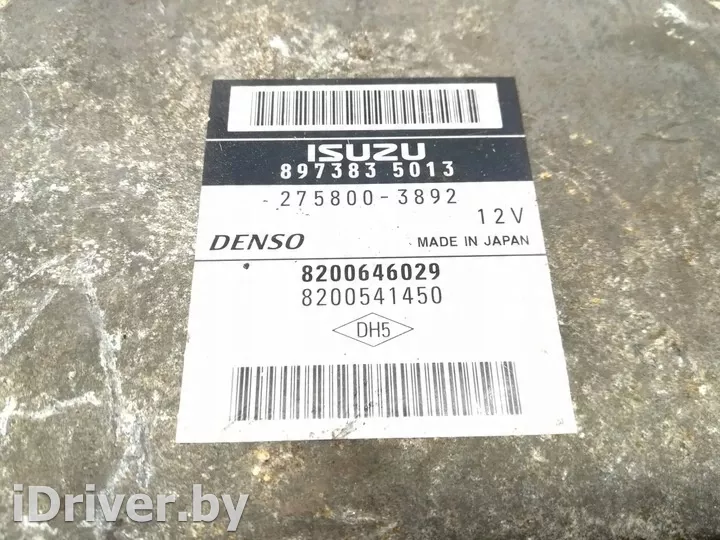 ISUZU
897383 5013
275800-3892
12V
DENSO MADE IN JAPAN
8200646029
8200541450
DH5
iDriver.by